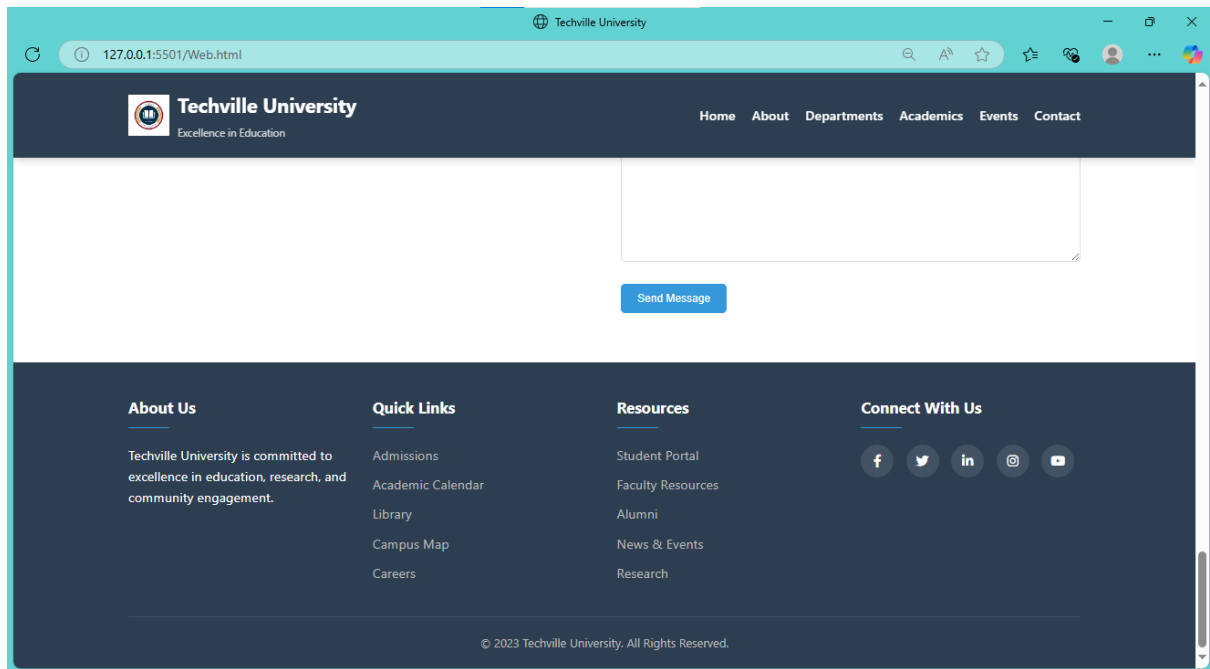 Techville University
127.0.0.1:5501/Web.html
Techville University
Excellence in Education
Home About Departments Academics Events Contact
Send Message
About Us
Techville University is committed to
excellence in education, research, and
community engagement.
Quick Links
Admissions
Academic Calendar
Library
Campus Map
Careers
Resources
Student Portal
Faculty Resources
Alumni
News & Events
Research
Connect With Us
© 2023 Techville University. All Rights Reserved.